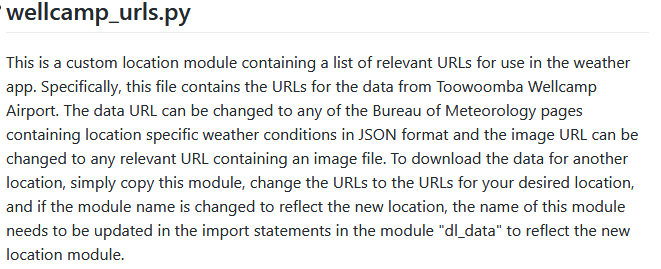 wellcamp_urls.py
This is a custom location module containing a list of relevant URLs for use in the weather
app. Specifically, this file contains the URLs for the data from Toowoomba Wellcamp
Airport. The data URL can be changed to any of the Bureau of Meteorology pages
containing location specific weather conditions in JSON format and the image URL can be
changed to any relevant URL containing an image file. To download the data for another
location, simply copy this module, change the URLs to the URLs for your desired location,
and if the module name is changed to reflect the new location, the name of this module
needs to be updated in the import statements in the module "dl_data" to reflect the new
location module.